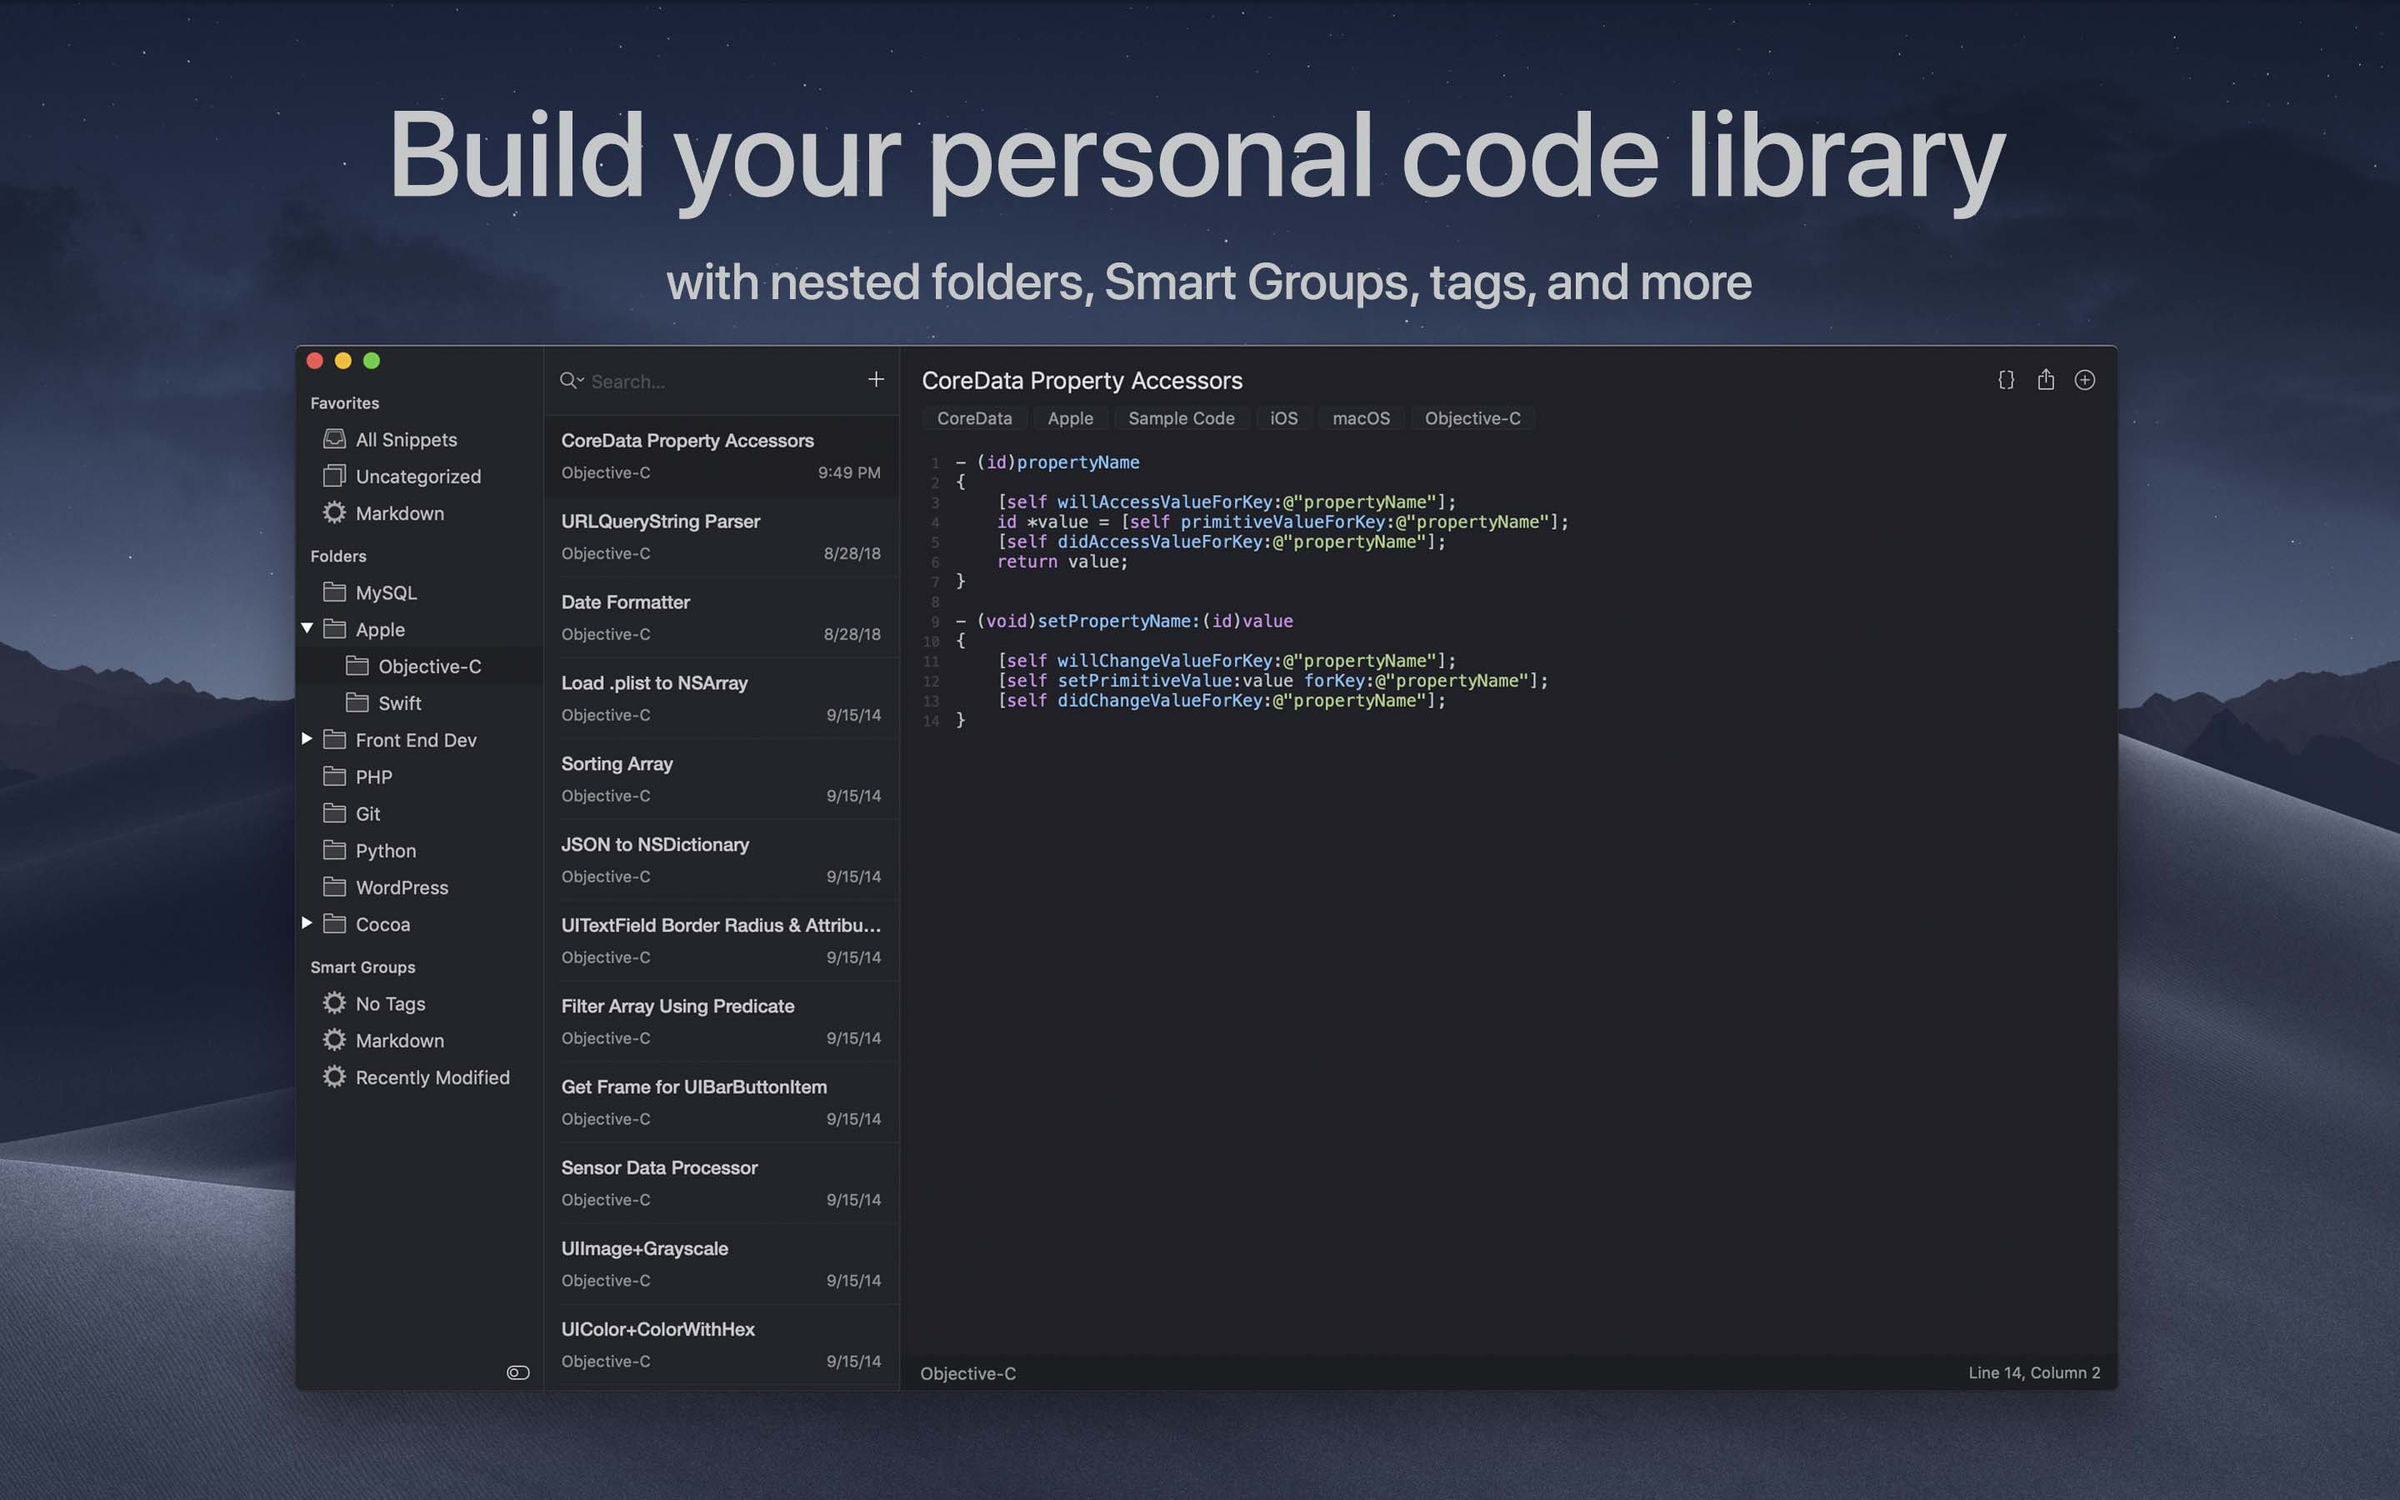 Build your personal code library
with nested folders, Smart Groups, tags, and more
Favorites
All Snippets
Uncategorized
Markdown
Folders
MySQL
Apple
Objective-C
Swift
Front End Dev
PHP
Git
Python
WordPress
Cocoa
Smart Groups
No Tags
Markdown
Recently Modified
Search...
CoreData Property Accessors
Objective-C 9:49 PM
URLQueryString Parser
Objective-C 8/28/18
Date Formatter
Objective-C 8/28/18
Load .plist to NSArray
Objective-C 9/15/14
Sorting Array
Objective-C 9/15/14
JSON to NSDictionary
Objective-C 9/15/14
UITextField Border Radius & Attribu...
Objective-C 9/15/14
Filter Array Using Predicate
Objective-C 9/15/14
Get Frame for UIBarButtonItem
Objective-C 9/15/14
Sensor Data Processor
Objective-C 9/15/14
UIImage+Grayscale
Objective-C 9/15/14
UIColor+ColorWithHex
Objective-C 9/15/14
CoreData Property Accessors
CoreData Apple Sample Code iOS macOS Objective-C
1 - (id)propertyName
2 {
3 [self willAccessValueForKey:@"propertyName"];
4 id *value = [self primitiveValueForKey:@"propertyName"];
5 [self didAccessValueForKey:@"propertyName"];
6 return value;
7 }
8
9 - (void)setPropertyName:(id)value
10 {
11 [self willChangeValueForKey:@"propertyName"];
12 [self setPrimitiveValue:value forKey:@"propertyName"];
13 [self didChangeValueForKey:@"propertyName"];
14 }
Objective-C Line 14, Column 2